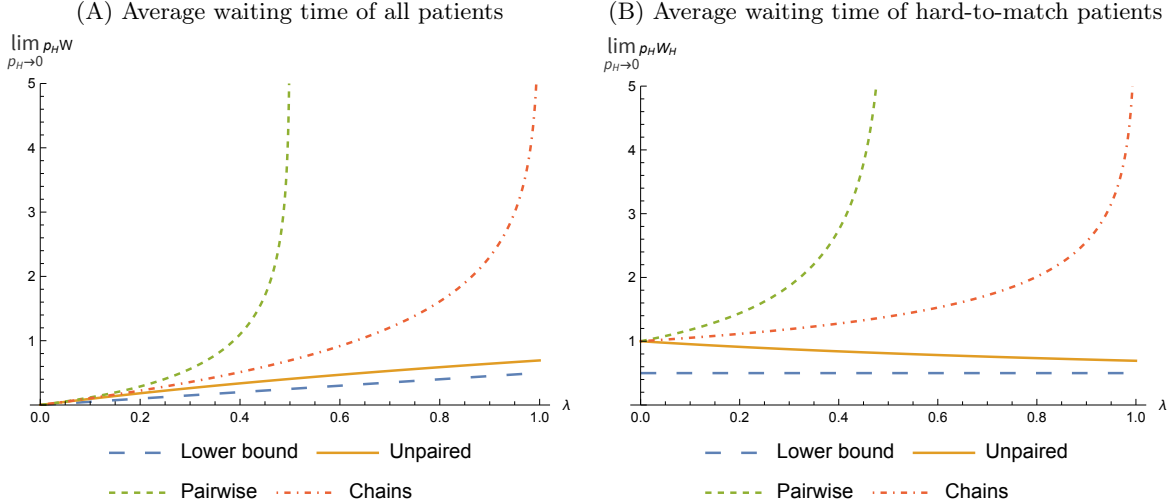 (A) Average waiting time of all patients
lim p_H W
p_H→0
5
4
3
2
1
0.0 0.2 0.4 0.6 0.8 1.0 λ
Lower bound Unpaired
Pairwise Chains
(B) Average waiting time of hard-to-match patients
lim p_H W_H
p_H→0
5
4
3
2
1
0.0 0.2 0.4 0.6 0.8 1.0 λ
Lower bound Unpaired
Pairwise Chains